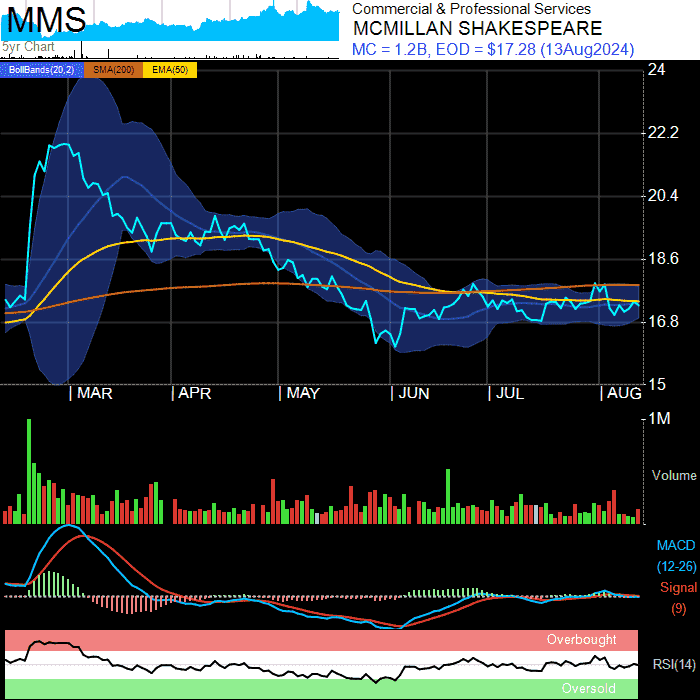 MMS
5yr Chart
Commercial & Professional Services
MCMILLAN SHAKESPEARE
MC = 1.2B, EOD = $17.28 (13Aug2024)
BollBands(20,2) SMA(200) EMA(50)
24
22.2
20.4
18.6
16.8
15
| MAR | APR | MAY | JUN | JUL | AUG
1M
Volume
MACD
(12-26)
Signal
(9)
Overbought
RSI(14)
Oversold